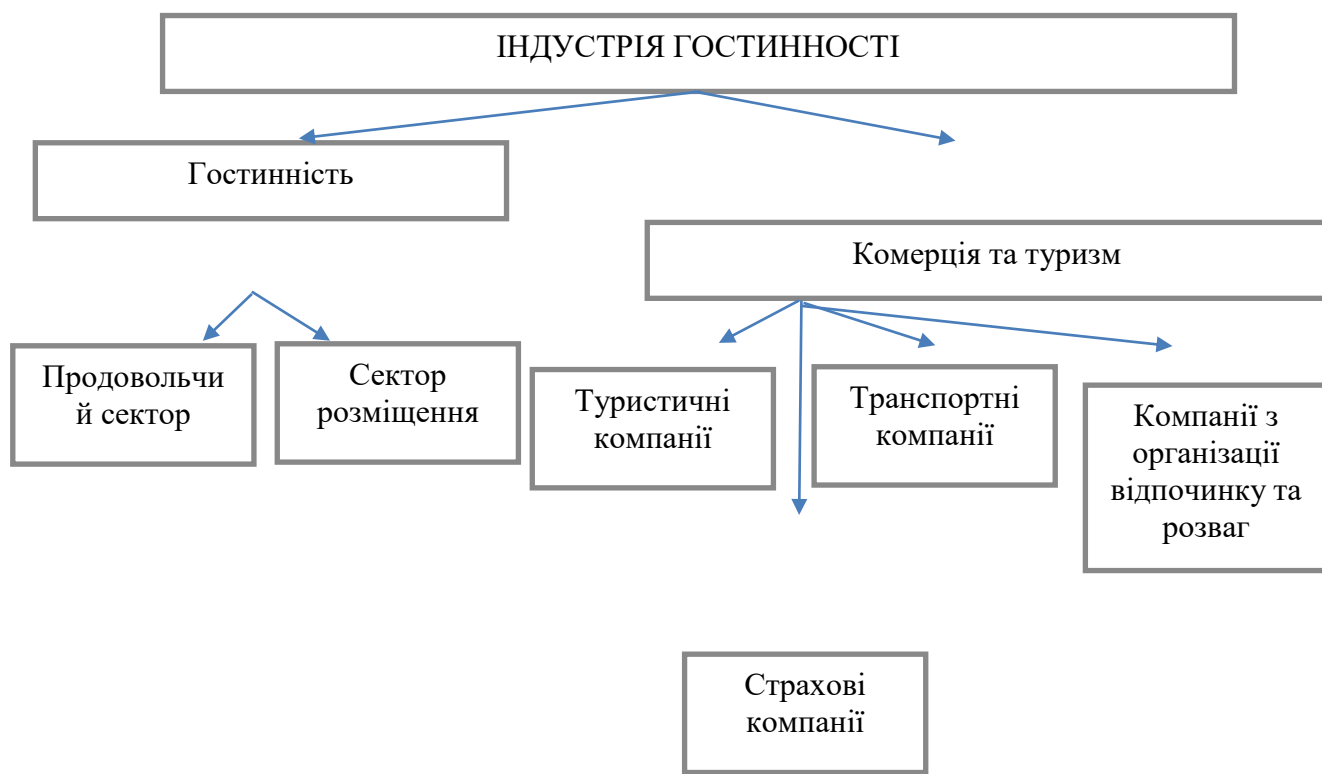 ІНДУСТРІЯ ГОСТИННОСТІ
Гостинність
Комерція та туризм
Продовольчи
й сектор
Сектор
розміщення
Туристичні
компанії
Транспортні
компанії
Компанії з
організації
відпочинку та
розваг
Страхові
компанії